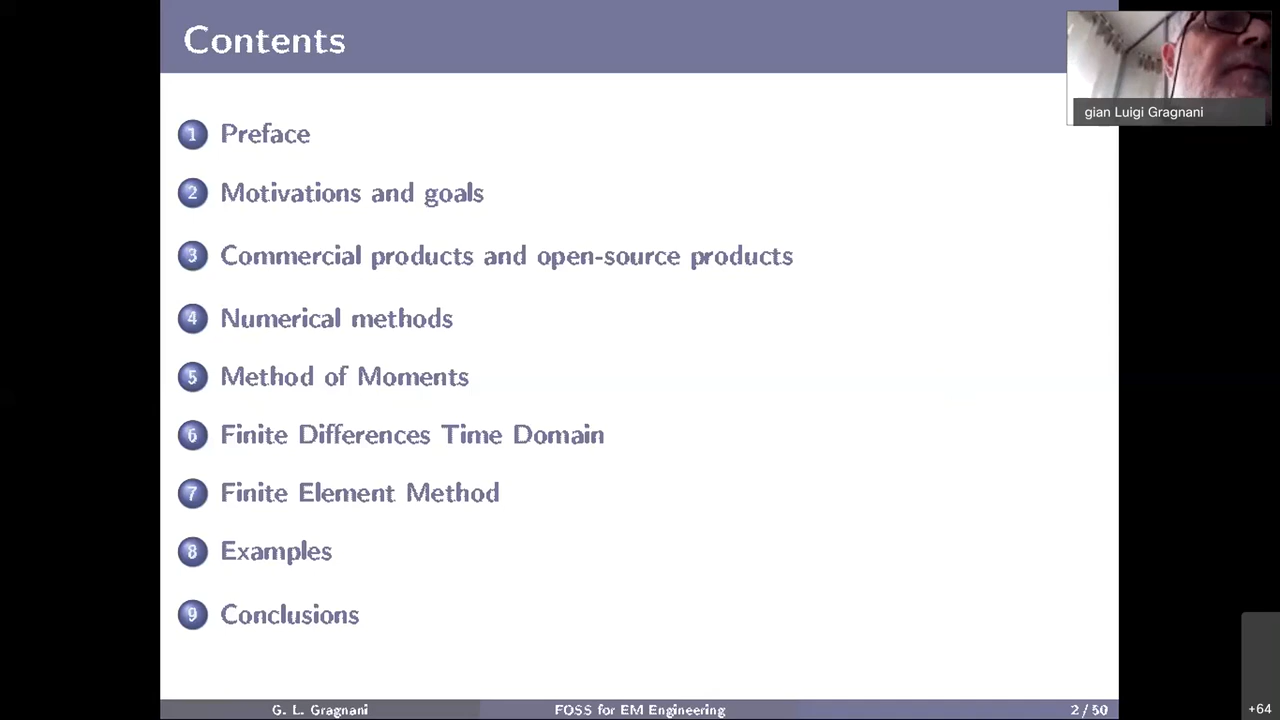 Contents
gian Luigi Gragnani
1 Preface
2 Motivations and goals
3 Commercial products and open-source products
4 Numerical methods
5 Method of Moments
6 Finite Differences Time Domain
7 Finite Element Method
8 Examples
9 Conclusions
G. L. Gragnani FOSS for EM Engineering 2 / 50
+64